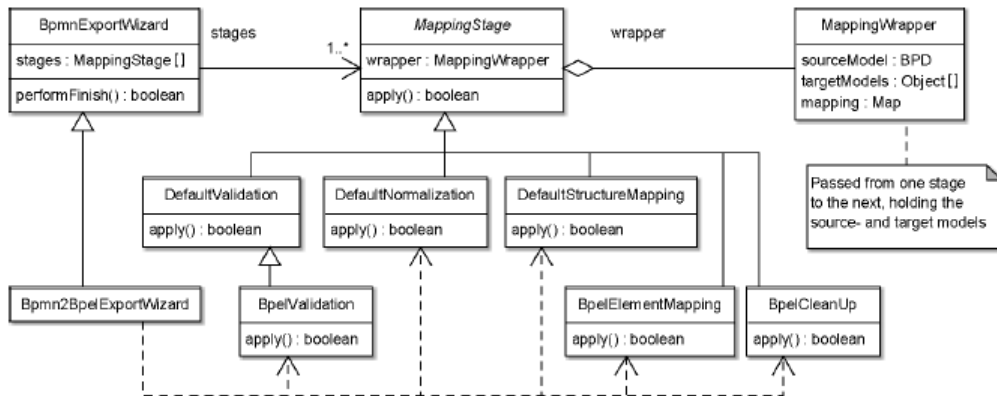 BpmnExportWizard
stages : MappingStage []
performFinish() : boolean
stages
1..*
MappingStage
wrapper : MappingWrapper
apply() : boolean
wrapper
MappingWrapper
sourceModel : BPD
targetModels : Object []
mapping : Map
Passed from one stage
to the next, holding the
source- and target models
DefaultValidation
apply() : boolean
DefaultNormalization
apply() : boolean
DefaultStructureMapping
apply() : boolean
Bpmn2BpelExportWizard
BpelValidation
apply() : boolean
BpelElementMapping
apply() : boolean
BpelCleanUp
apply() : boolean